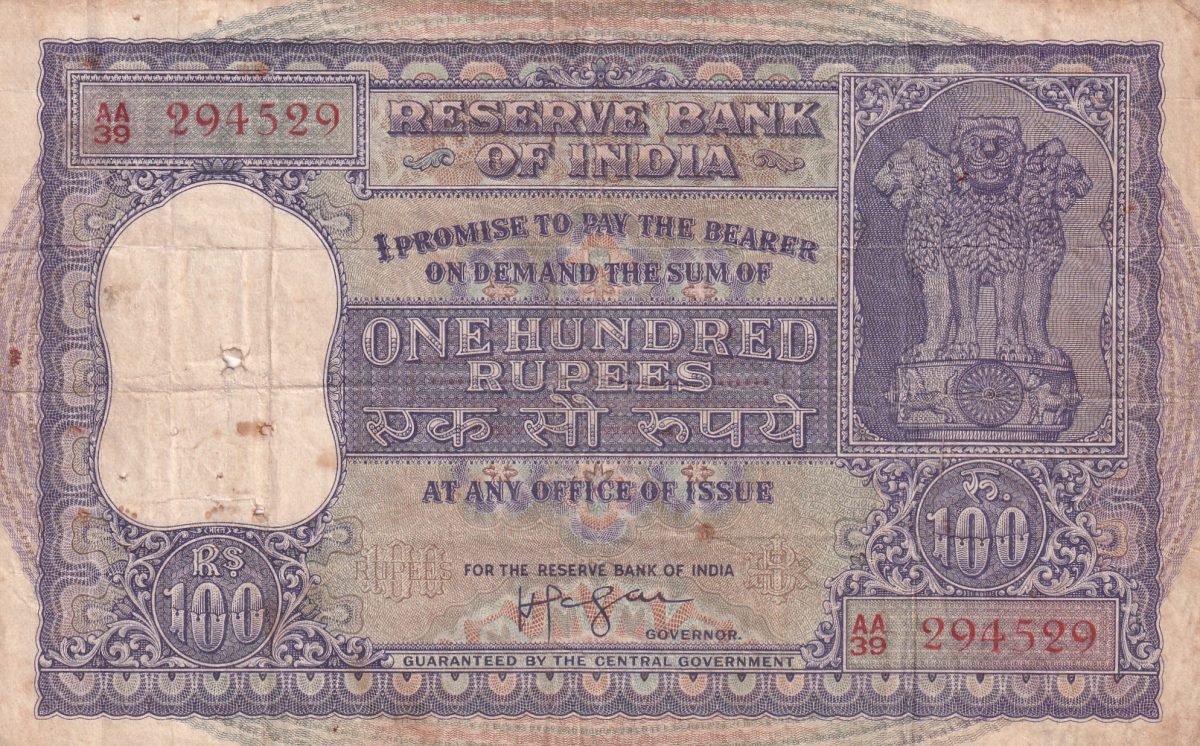 AA
39 294529
RESERVE BANK
OF INDIA
I PROMISE TO PAY THE BEARER
ON DEMAND THE SUM OF
ONE HUNDRED
RUPEES
एक सौ रुपये
AT ANY OFFICE OF ISSUE
Rs
100
रु.
100
100
RUPEES
FOR THE RESERVE BANK OF INDIA
GOVERNOR.
AA
39 294529
GUARANTEED BY THE CENTRAL GOVERNMENT